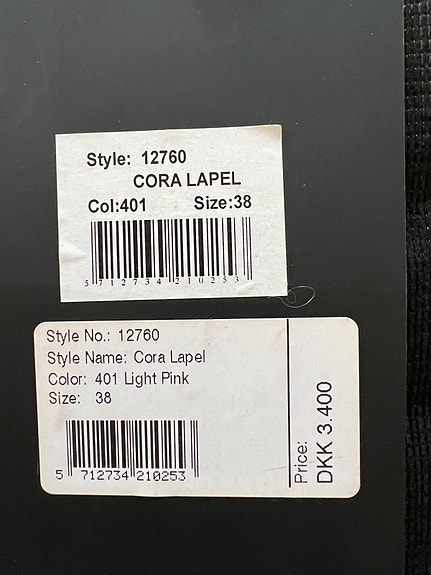 Style: 12760
CORA LAPEL
Col:401 Size:38
5 712734 210253
Style No.: 12760
Style Name: Cora Lapel
Color: 401 Light Pink
Size: 38
5 712734 210253
Price:
DKK 3.400